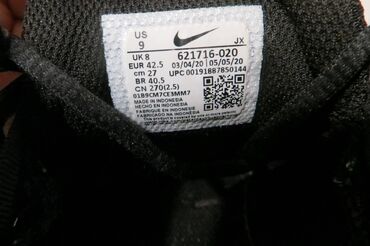 US
9 JX
UK 8 621716-020
EUR 42.5 03/04/20 | 05/05/20
cm 27 UPC 00191887850144
BR 40.5
CN 270(2.5)
01B9CM7CE3MM7
MADE IN INDONESIA
FABRIQUÉ EN INDONESIE
HECHO EN INDONESIA
FABRICADO NA INDONESIA